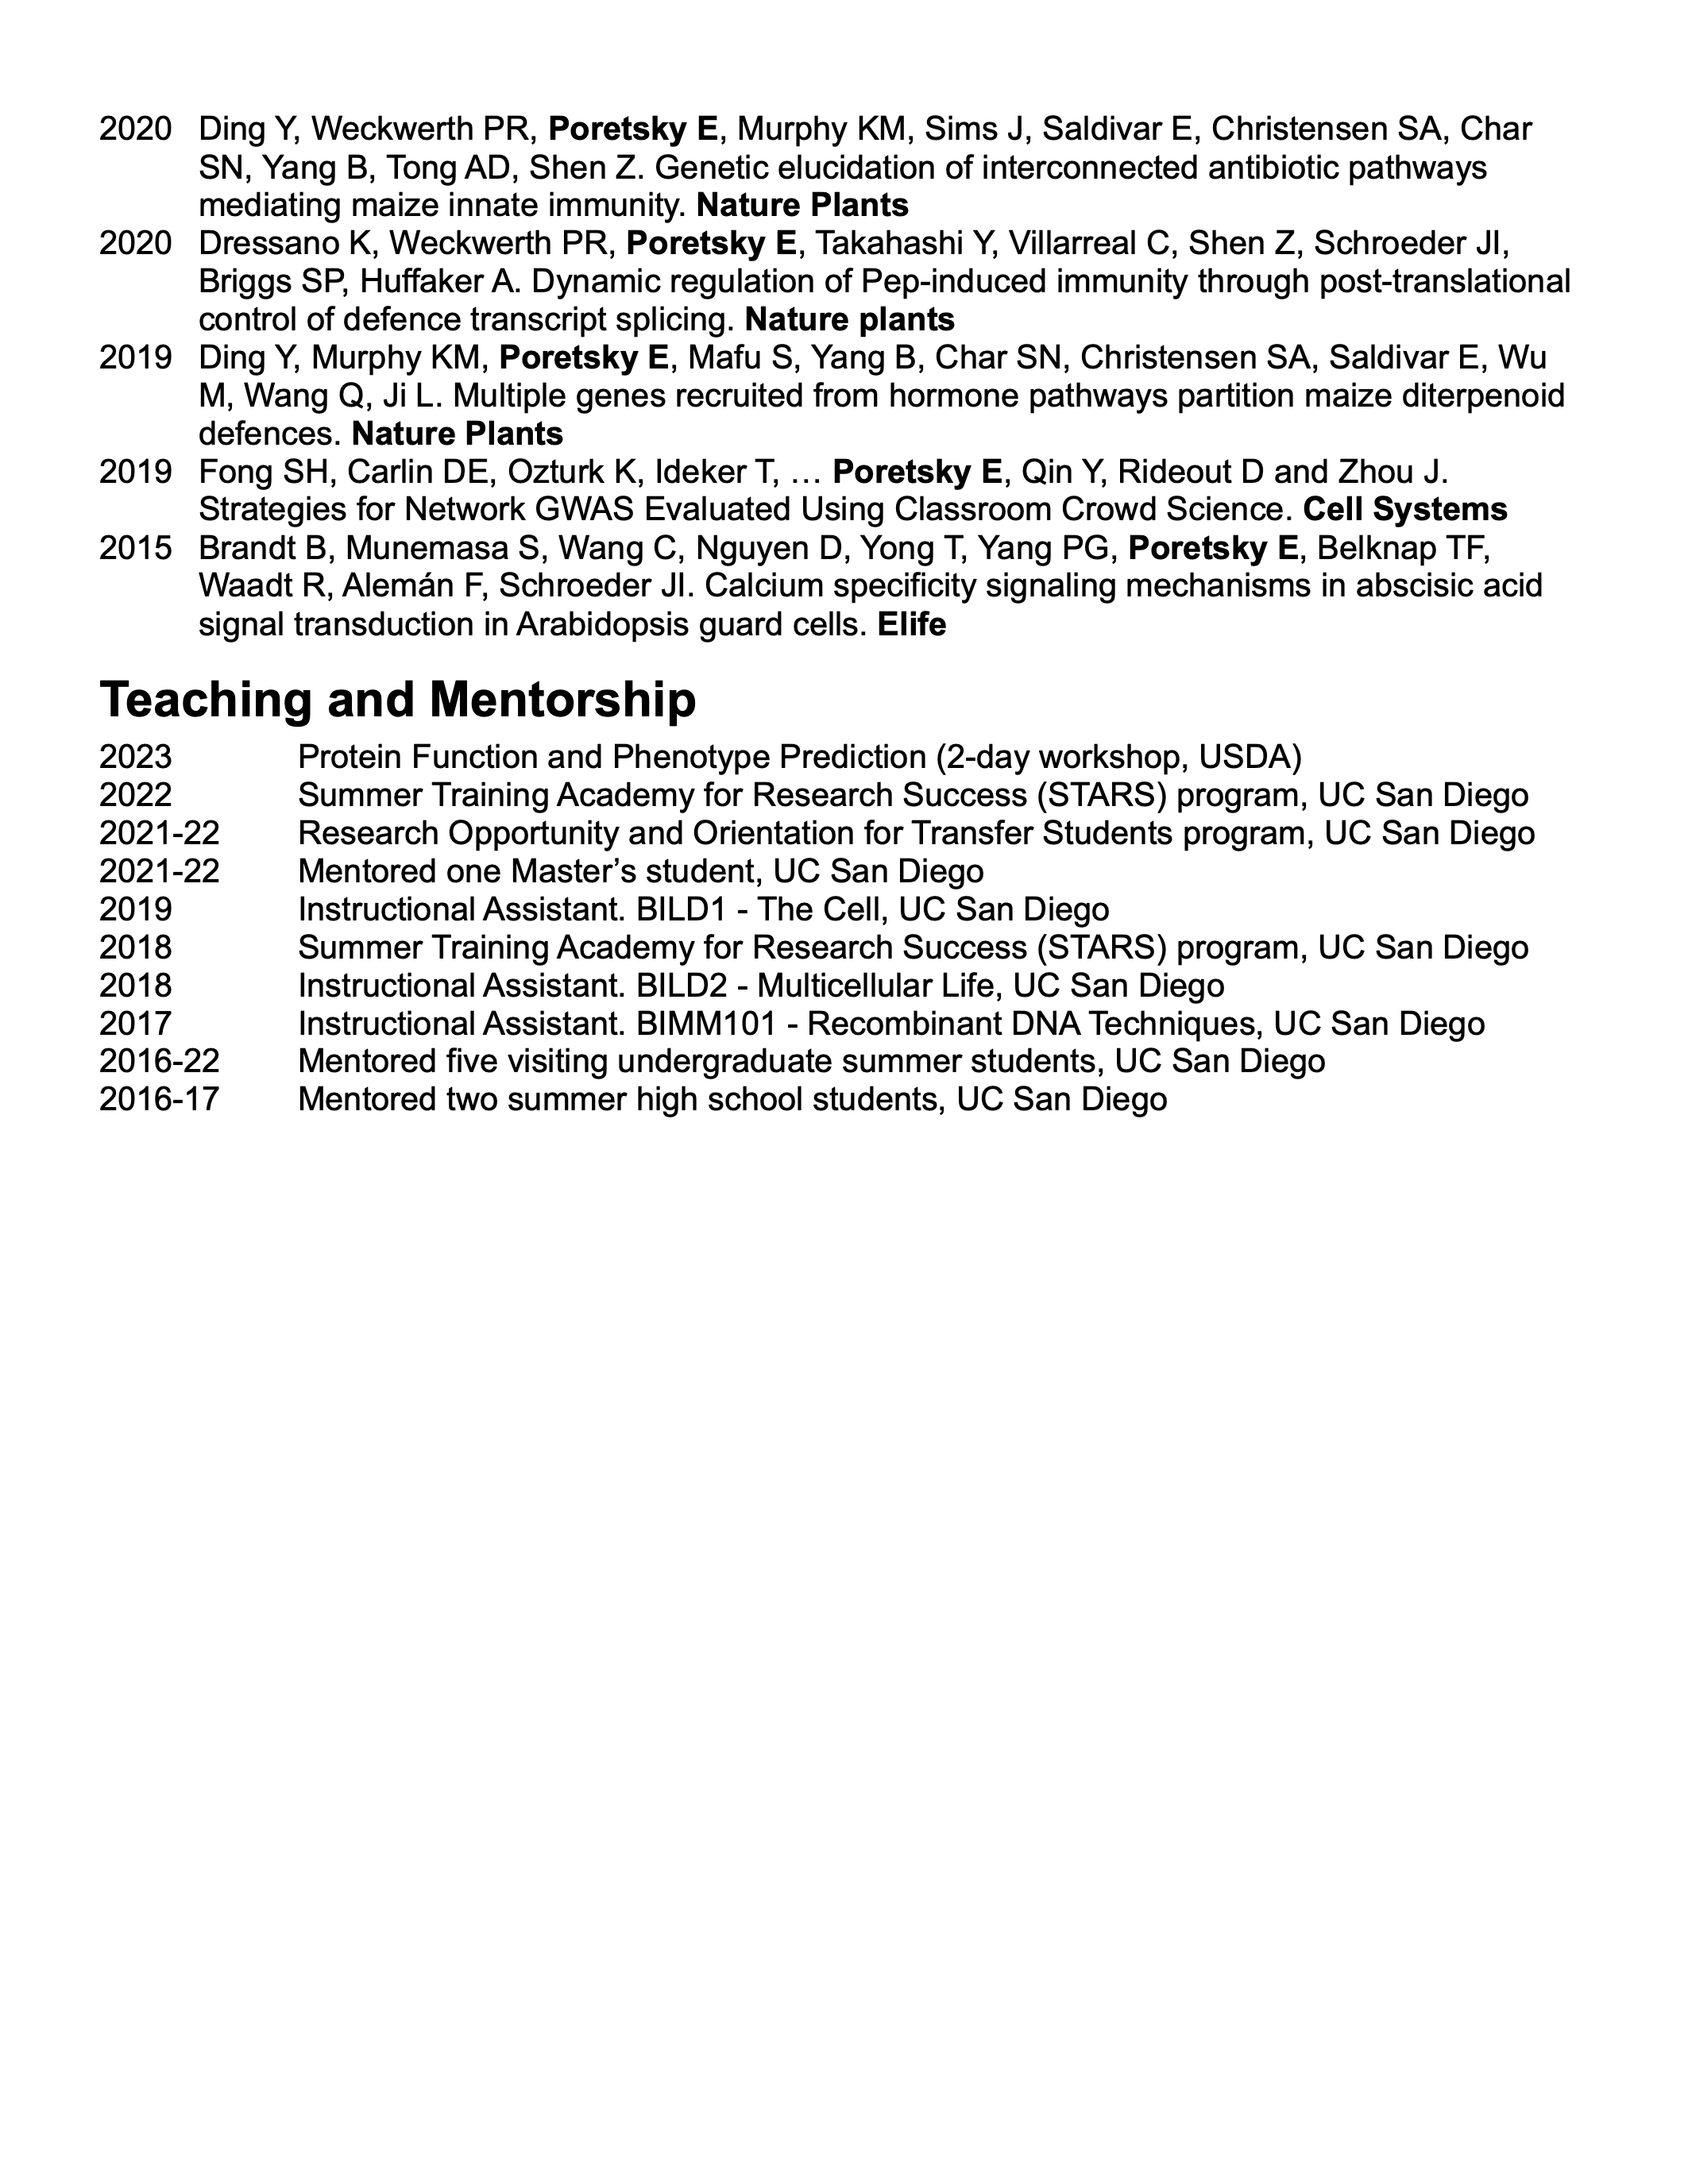 2020 Ding Y, Weckwerth PR, Poretsky E, Murphy KM, Sims J, Saldivar E, Christensen SA, Char
SN, Yang B, Tong AD, Shen Z. Genetic elucidation of interconnected antibiotic pathways
mediating maize innate immunity. Nature Plants
2020 Dressano K, Weckwerth PR, Poretsky E, Takahashi Y, Villarreal C, Shen Z, Schroeder JI,
Briggs SP, Huffaker A. Dynamic regulation of Pep-induced immunity through post-translational
control of defence transcript splicing. Nature plants
2019 Ding Y, Murphy KM, Poretsky E, Mafu S, Yang B, Char SN, Christensen SA, Saldivar E, Wu
M, Wang Q, Ji L. Multiple genes recruited from hormone pathways partition maize diterpenoid
defences. Nature Plants
2019 Fong SH, Carlin DE, Ozturk K, Ideker T, … Poretsky E, Qin Y, Rideout D and Zhou J.
Strategies for Network GWAS Evaluated Using Classroom Crowd Science. Cell Systems
2015 Brandt B, Munemasa S, Wang C, Nguyen D, Yong T, Yang PG, Poretsky E, Belknap TF,
Waadt R, Alemán F, Schroeder JI. Calcium specificity signaling mechanisms in abscisic acid
signal transduction in Arabidopsis guard cells. Elife
Teaching and Mentorship
2023 Protein Function and Phenotype Prediction (2-day workshop, USDA)
2022 Summer Training Academy for Research Success (STARS) program, UC San Diego
2021-22 Research Opportunity and Orientation for Transfer Students program, UC San Diego
2021-22 Mentored one Master’s student, UC San Diego
2019 Instructional Assistant. BILD1 - The Cell, UC San Diego
2018 Summer Training Academy for Research Success (STARS) program, UC San Diego
2018 Instructional Assistant. BILD2 - Multicellular Life, UC San Diego
2017 Instructional Assistant. BIMM101 - Recombinant DNA Techniques, UC San Diego
2016-22 Mentored five visiting undergraduate summer students, UC San Diego
2016-17 Mentored two summer high school students, UC San Diego